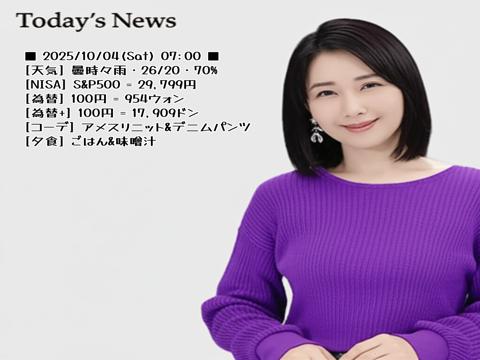 Today's News
■ 2025/10/04(Sat) 07:00 ■
[天気] 曇時々雨・26/20・70%
[NISA] S&P500 = 29,799円
[為替] 100円 = 954ウォン
[為替+] 100円 = 17,909ドン
[コーデ] アメスリニット&デニムパンツ
[夕食] ごはん&味噌汁